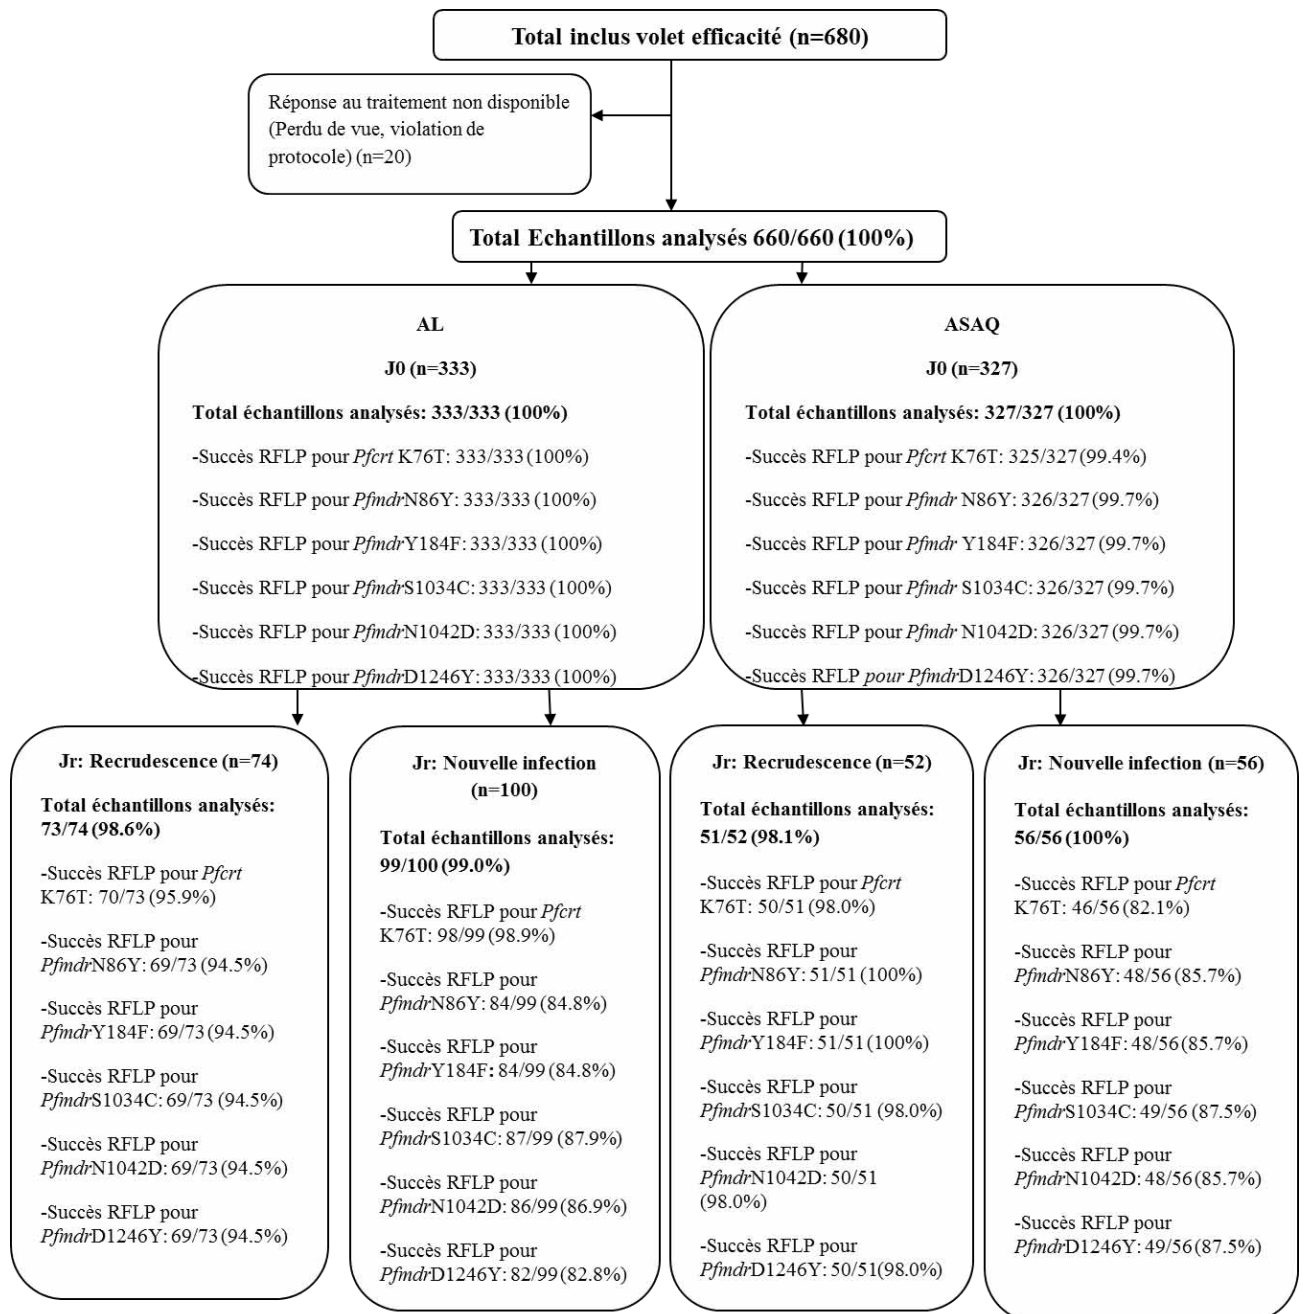 Total inclus volet efficacité (n=680)
Réponse au traitement non disponible
(Perdu de vue, violation de
protocole) (n=20)
Total Echantillons analysés 660/660 (100%)
AL
J0 (n=333)
Total échantillons analysés: 333/333 (100%)
-Succès RFLP pour Pfcrt K76T: 333/333 (100%)
-Succès RFLP pour PfmdrN86Y: 333/333 (100%)
-Succès RFLP pour PfmdrY184F: 333/333 (100%)
-Succès RFLP pour PfmdrS1034C: 333/333 (100%)
-Succès RFLP pour PfmdrN1042D: 333/333 (100%)
-Succès RFLP pour PfmdrD1246Y: 333/333 (100%)
ASAQ
J0 (n=327)
Total échantillons analysés: 327/327 (100%)
-Succès RFLP pour Pfcrt K76T: 325/327 (99.4%)
-Succès RFLP pour Pfmdr N86Y: 326/327 (99.7%)
-Succès RFLP pour Pfmdr Y184F: 326/327 (99.7%)
-Succès RFLP pour Pfmdr S1034C: 326/327 (99.7%)
-Succès RFLP pour Pfmdr N1042D: 326/327 (99.7%)
-Succès RFLP pour PfmdrD1246Y: 326/327 (99.7%)
Jr: Recrudescence (n=74)
Total échantillons analysés:
73/74 (98.6%)
-Succès RFLP pour Pfcrt
K76T: 70/73 (95.9%)
-Succès RFLP pour
PfmdrN86Y: 69/73 (94.5%)
-Succès RFLP pour
PfmdrY184F: 69/73 (94.5%)
-Succès RFLP pour
PfmdrS1034C: 69/73 (94.5%)
-Succès RFLP pour
PfmdrN1042D: 69/73 (94.5%)
-Succès RFLP pour
PfmdrD1246Y: 69/73 (94.5%)
Jr: Nouvelle infection
(n=100)
Total échantillons analysés:
99/100 (99.0%)
-Succès RFLP pour Pfcrt
K76T: 98/99 (98.9%)
-Succès RFLP pour
PfmdrN86Y: 84/99 (84.8%)
-Succès RFLP pour
PfmdrY184F: 84/99 (84.8%)
-Succès RFLP pour
PfmdrS1034C: 87/99 (87.9%)
-Succès RFLP pour
PfmdrN1042D: 86/99 (86.9%)
-Succès RFLP pour
PfmdrD1246Y: 82/99 (82.8%)
Jr: Recrudescence (n=52)
Total échantillons analysés:
51/52 (98.1%)
-Succès RFLP pour Pfcrt
K76T: 50/51 (98.0%)
-Succès RFLP pour
PfmdrN86Y: 51/51 (100%)
-Succès RFLP pour
PfmdrY184F: 51/51 (100%)
-Succès RFLP pour
PfmdrS1034C: 50/51 (98.0%)
-Succès RFLP pour
PfmdrN1042D: 50/51
(98.0%)
-Succès RFLP pour
PfmdrD1246Y: 50/51(98.0%)
Jr: Nouvelle infection (n=56)
Total échantillons analysés:
56/56 (100%)
-Succès RFLP pour Pfcrt
K76T: 46/56 (82.1%)
-Succès RFLP pour
PfmdrN86Y: 48/56 (85.7%)
-Succès RFLP pour
PfmdrY184F: 48/56 (85.7%)
-Succès RFLP pour
PfmdrS1034C: 49/56 (87.5%)
-Succès RFLP pour
PfmdrN1042D: 48/56 (85.7%)
-Succès RFLP pour
PfmdrD1246Y: 49/56 (87.5%)